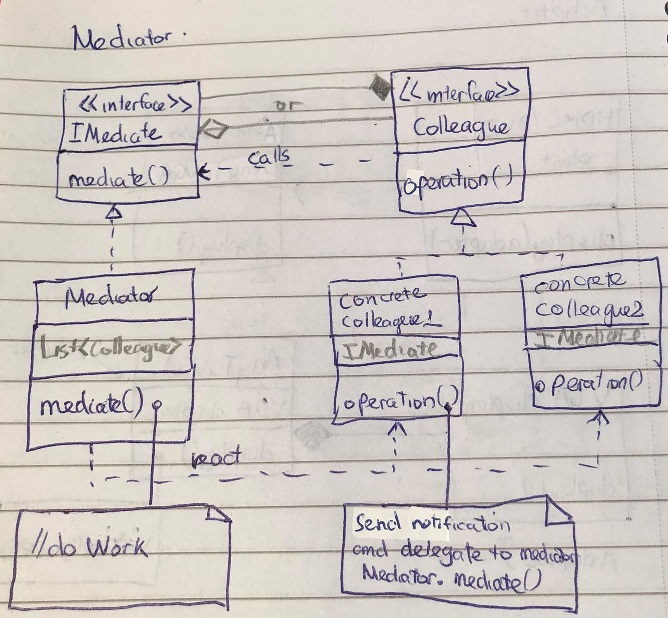 Mediator.
<<interface>>
IMediate
mediate()
or
calls
<<interface>>
Colleague
operation()
Mediator
List<Colleague>
mediate()
concrete
colleague1
IMediate
operation()
concrete
colleague2
IMediate
operation()
react
//do Work
Send notification
and delegate to mediator
Mediator. mediate()